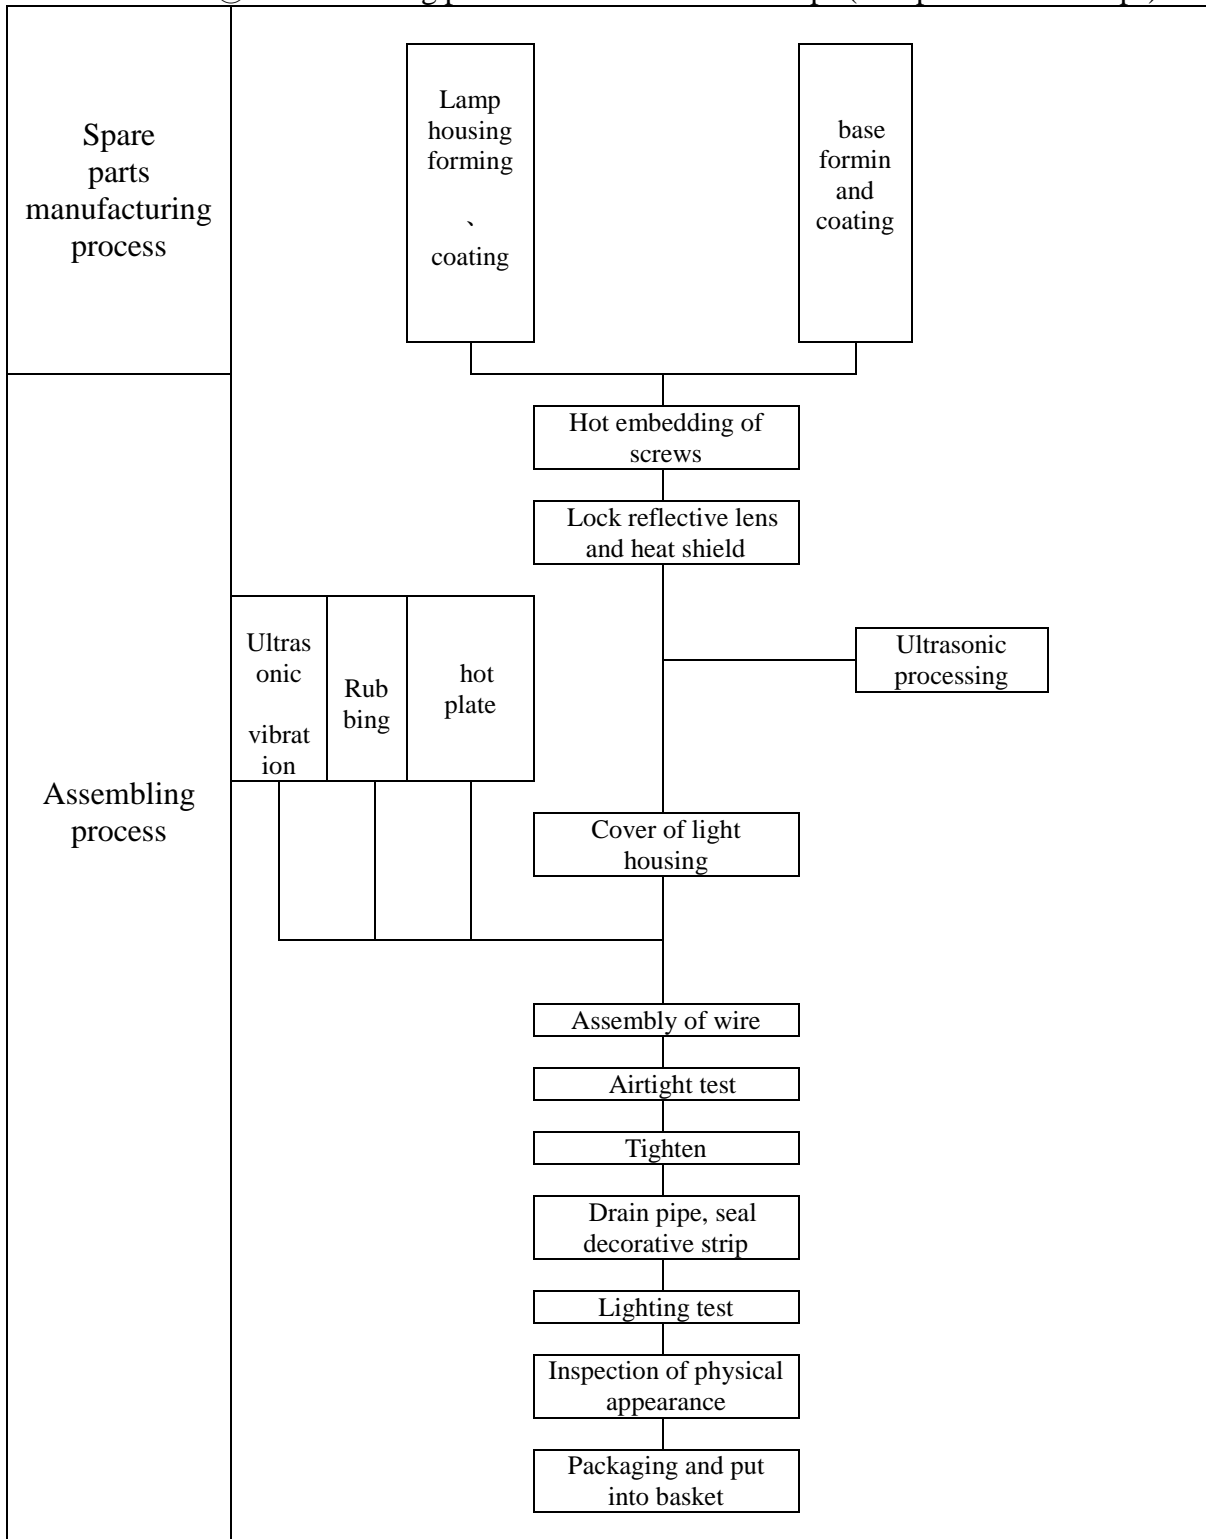 Spare
parts
manufacturing
process
Lamp
housing
forming
、
coating
base
formin
and
coating
Hot embedding of
screws
Lock reflective lens
and heat shield
Ultras
onic
vibrat
ion
Rub
bing
hot
plate
Ultrasonic
processing
Assembling
process
Cover of light
housing
Assembly of wire
Airtight test
Tighten
Drain pipe, seal
decorative strip
Lighting test
Inspection of physical
appearance
Packaging and put
into basket